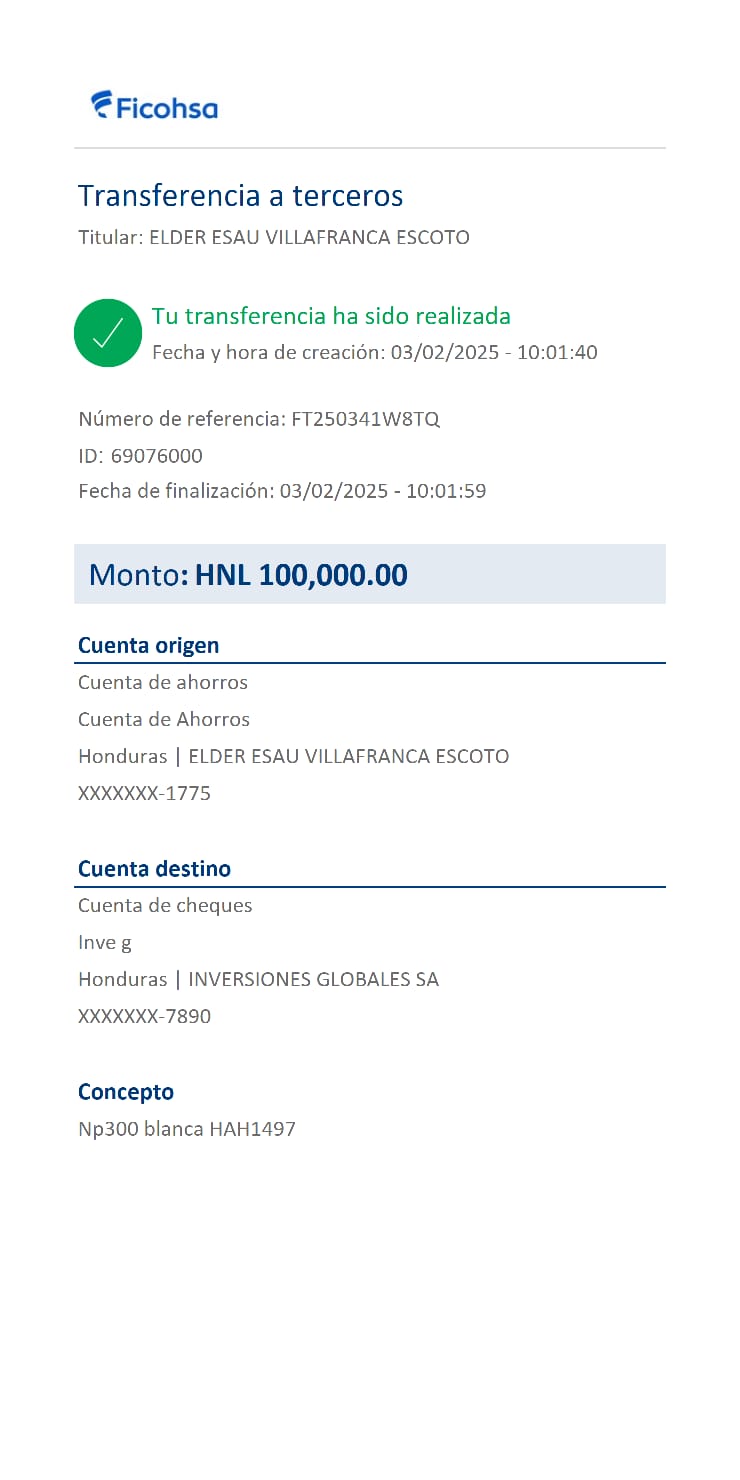 Ficohsa
Transferencia a terceros
Titular: ELDER ESAU VILLAFRANCA ESCOTO
Tu transferencia ha sido realizada
Fecha y hora de creación: 03/02/2025 - 10:01:40
Número de referencia: FT250341W8TQ
ID: 69076000
Fecha de finalización: 03/02/2025 - 10:01:59
Monto: HNL 100,000.00
Cuenta origen
Cuenta de ahorros
Cuenta de Ahorros
Honduras | ELDER ESAU VILLAFRANCA ESCOTO
XXXXXXX-1775
Cuenta destino
Cuenta de cheques
Inve g
Honduras | INVERSIONES GLOBALES SA
XXXXXXX-7890
Concepto
Np300 blanca HAH1497